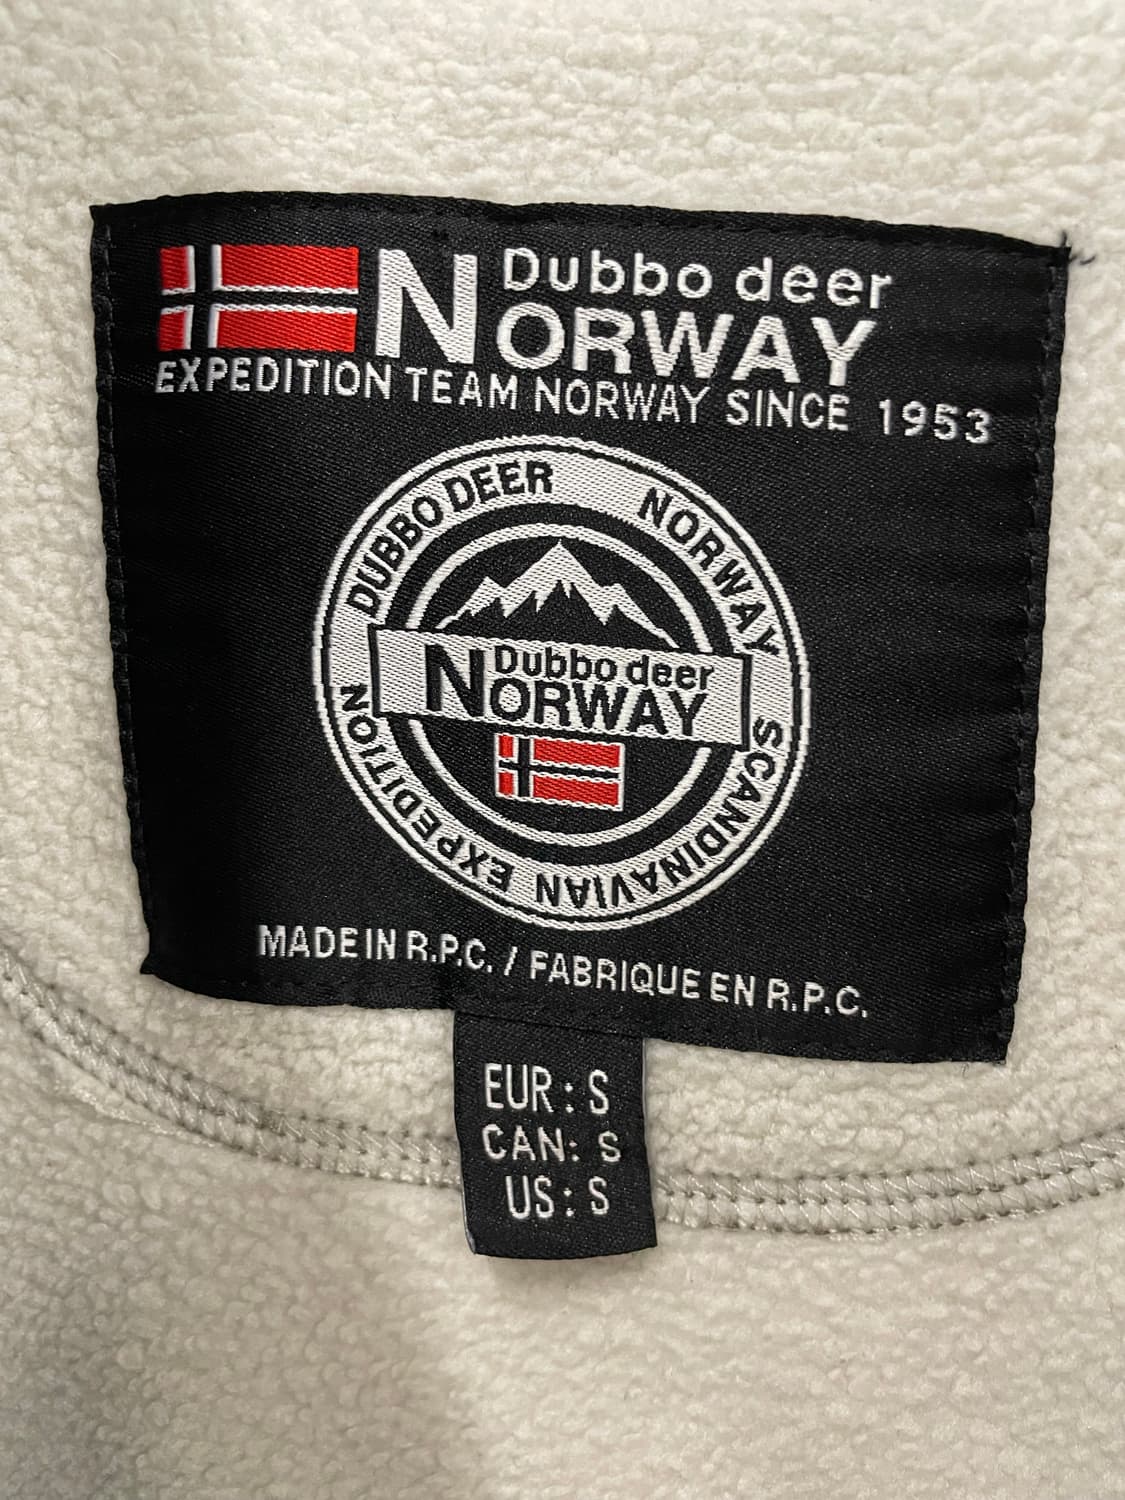 Dubbo deer
NORWAY
EXPEDITION TEAM NORWAY SINCE 1953
DUBBO DEER NORWAY
Dubbo deer
NORWAY
SCANDINAVIAN EXPEDITION
MADE IN R.P.C. / FABRIQUE EN R.P.C.
EUR : S
CAN: S
US : S